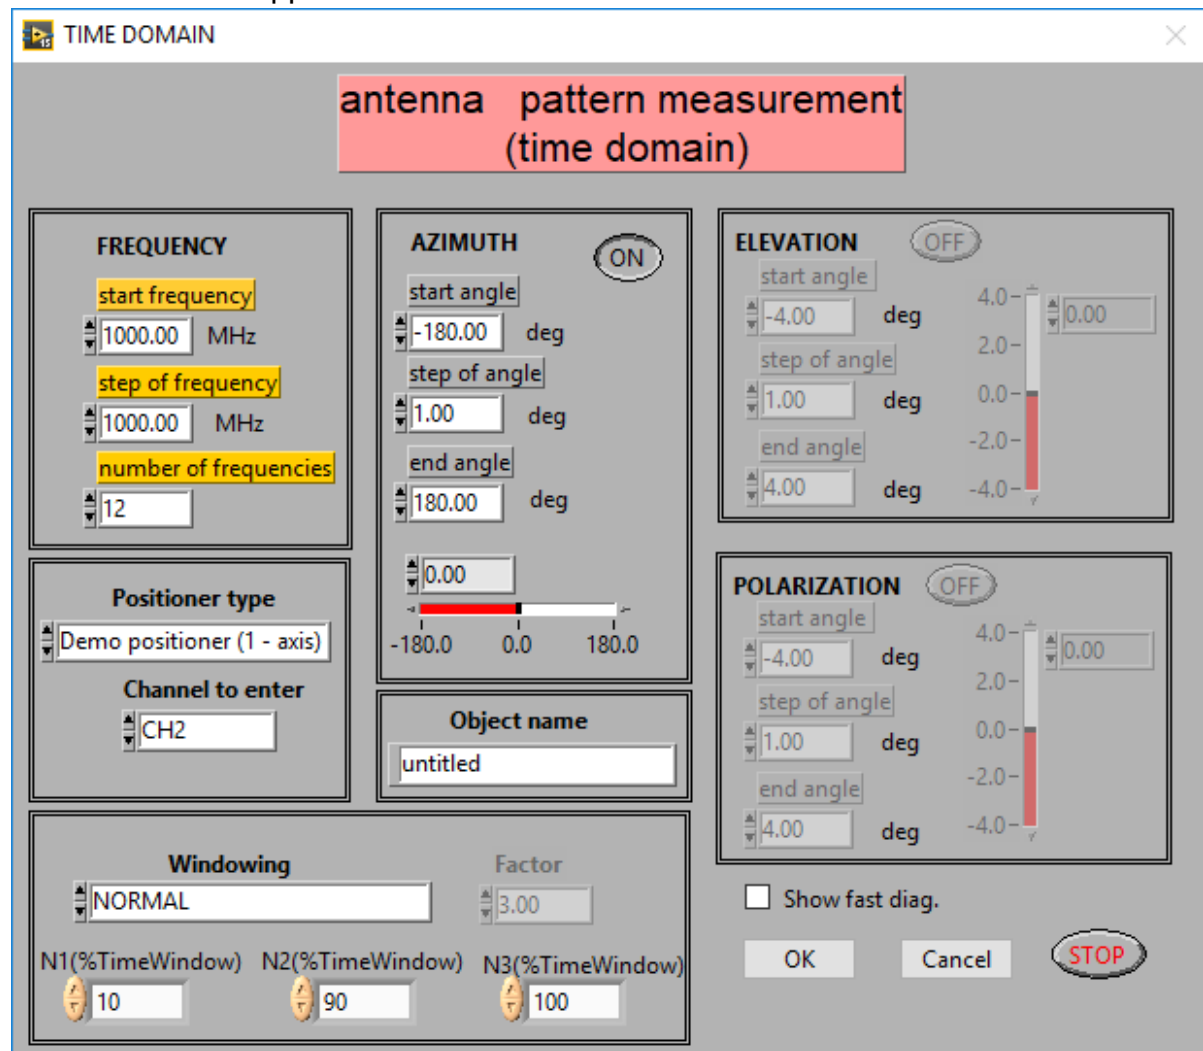 TIME DOMAIN
antenna pattern measurement
(time domain)
FREQUENCY
start frequency
1000.00 MHz
step of frequency
1000.00 MHz
number of frequencies
12
AZIMUTH ON
start angle
-180.00 deg
step of angle
1.00 deg
end angle
180.00 deg
0.00
-180.0 0.0 180.0
ELEVATION OFF
start angle
-4.00 deg
step of angle
1.00 deg
end angle
4.00 deg
4.0
2.0
0.0
-2.0
-4.0
0.00
Positioner type
Demo positioner (1 - axis)
Channel to enter
CH2
Object name
untitled
POLARIZATION OFF
start angle
-4.00 deg
step of angle
1.00 deg
end angle
4.00 deg
4.0
2.0
0.0
-2.0
-4.0
0.00
Windowing
NORMAL
Factor
3.00
N1(%TimeWindow) N2(%TimeWindow) N3(%TimeWindow)
10 90 100
Show fast diag.
OK Cancel STOP